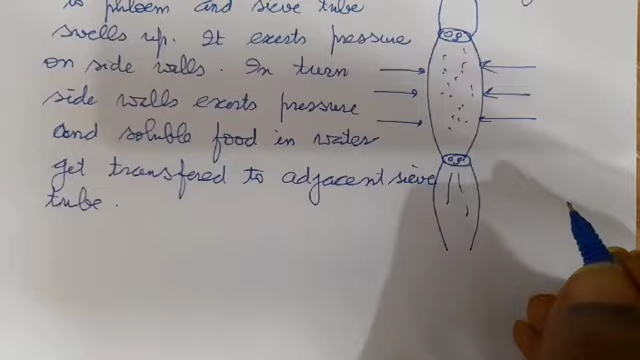 to phloem and sieve tube
swells up. It exerts pressure
on side walls. In turn
side walls exerts pressure
and soluble food in water
get transfered to adjacent sieve
tube.